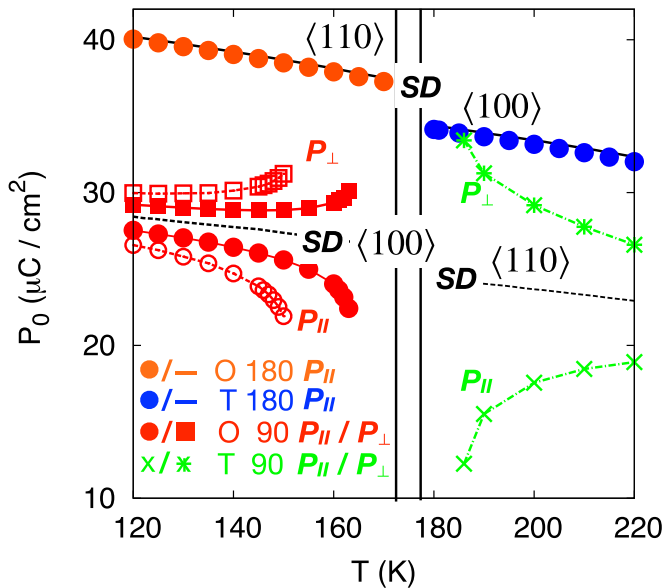 40
⟨110⟩
SD
⟨100⟩
P⊥
30
P⊥
SD ⟨100⟩
SD ⟨110⟩
P//
20
P//
●/— O 180 P//
●/— T 180 P//
●/■ O 90 P// / P⊥
×/✳ T 90 P// / P⊥
10
120 140 160 180 200 220
T (K)
P₀ (μC / cm²)